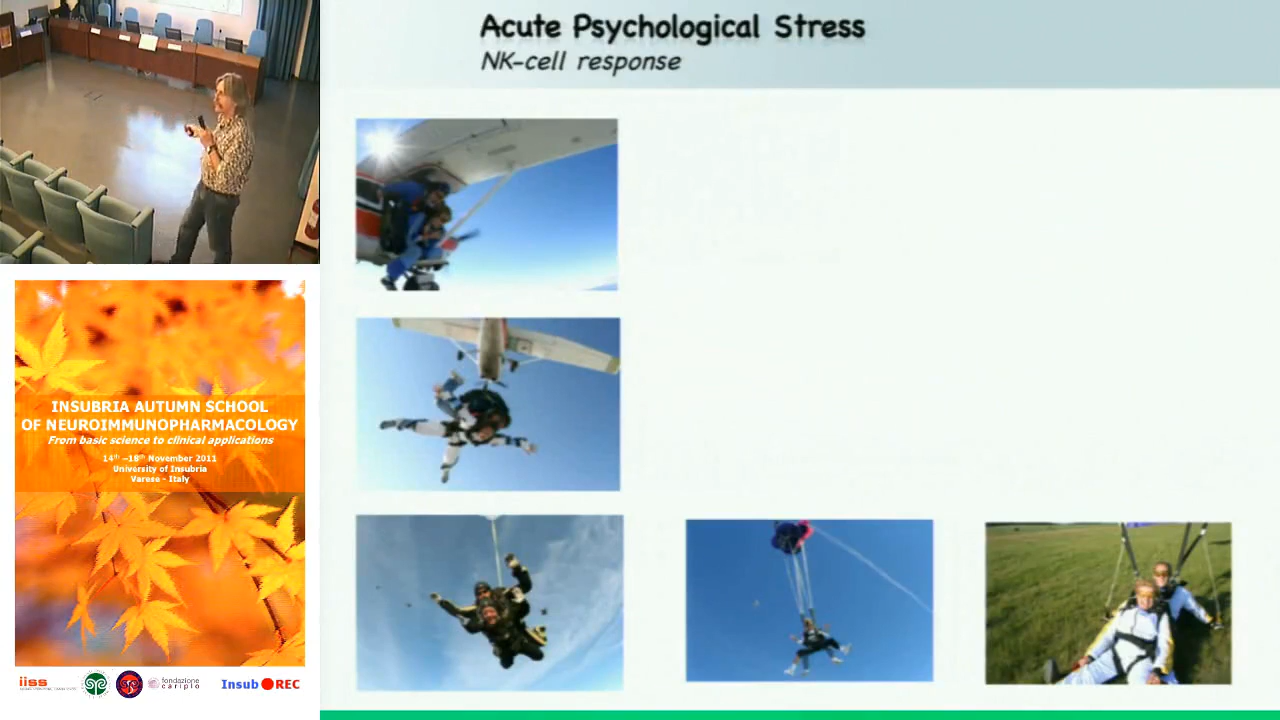 Acute Psychological Stress
NK-cell response
INSUBRIA AUTUMN SCHOOL
OF NEUROIMMUNOPHARMACOLOGY
From basic science to clinical applications
14th -18th November 2011
University of Insubria
Varese - Italy
iiss
fondazione
cariplo
Insub REC